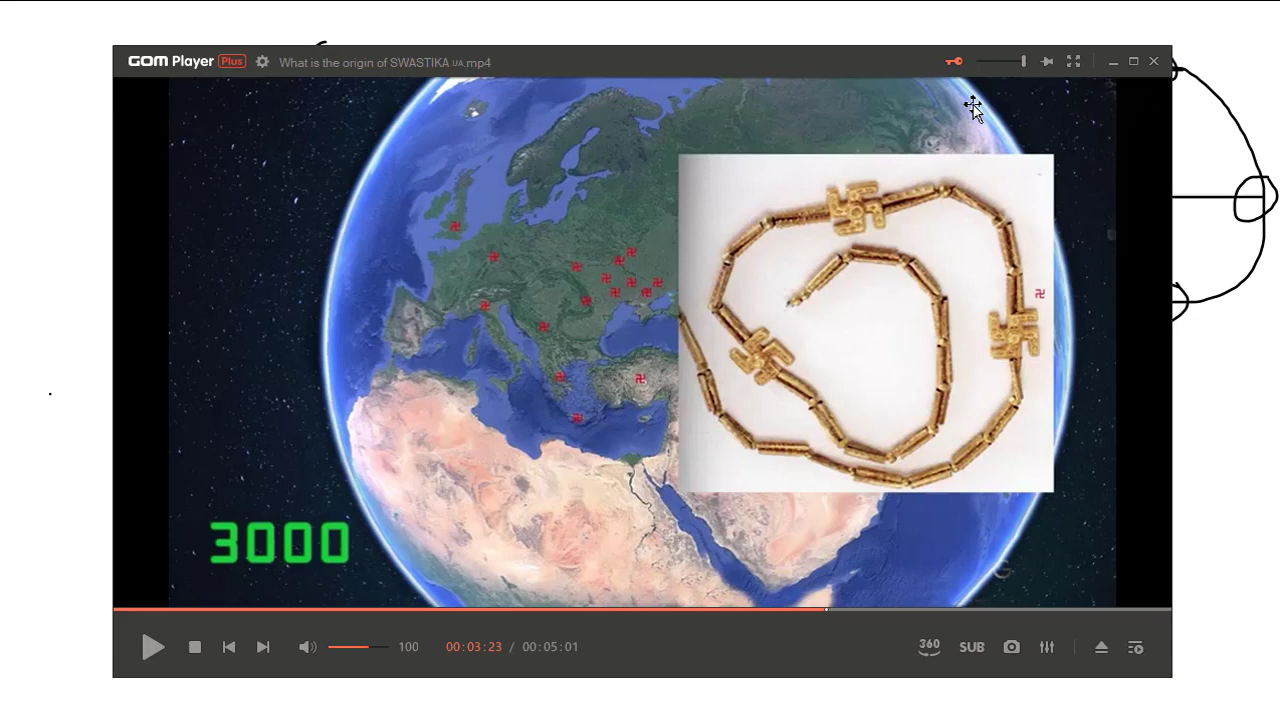 GOM Player Plus What is the origin of SWASTIKA UA.mp4
3000
100 00:03:23 / 00:05:01 360 SUB